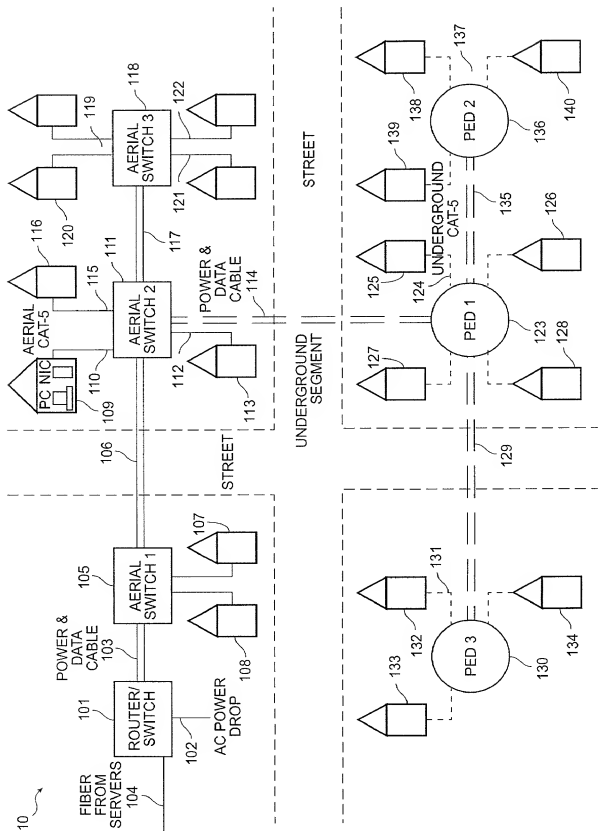 10
FIBER
FROM
SERVERS
104
101
ROUTER/
SWITCH
102
AC POWER
DROP
POWER &
DATA
CABLE
103
105
AERIAL
SWITCH 1
108
107
106
STREET
109
PC NIC
AERIAL
CAT-5
110
115
116
111
AERIAL
SWITCH 2
112
113
POWER &
DATA
CABLE
114
117
120
119
118
AERIAL
SWITCH 3
121
122
UNDERGROUND
SEGMENT
STREET
133
132
131
PED 3
130
134
129
127
125
124
PED 1
123
128
126
UNDERGROUND
CAT-5
135
139
138
137
PED 2
136
140